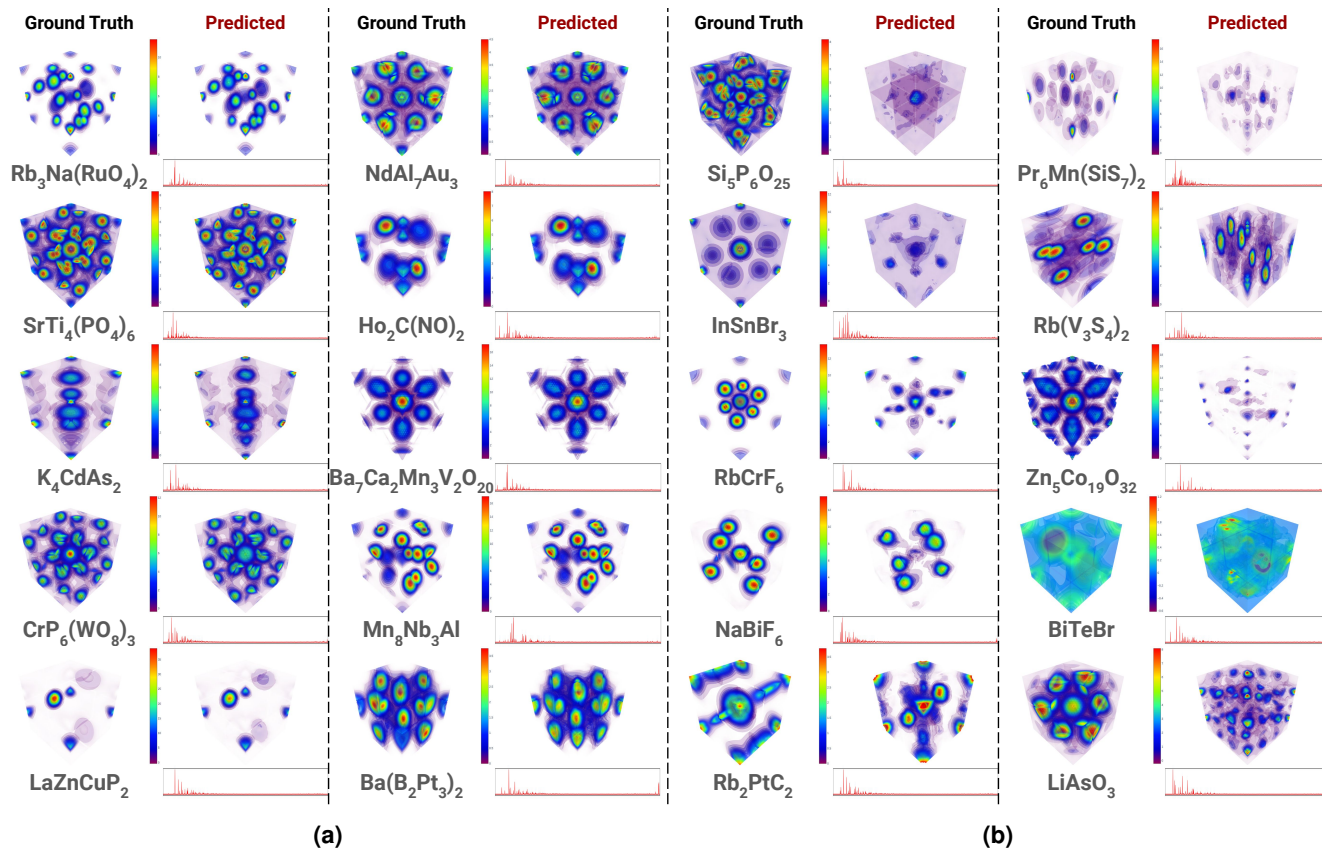 Ground Truth Predicted Ground Truth Predicted Ground Truth Predicted Ground Truth Predicted
Rb₃Na(RuO₄)₂ NdAl₇Au₃ Si₅P₆O₂₅ Pr₆Mn(SiS₇)₂
SrTi₄(PO₄)₆ Ho₂C(NO)₂ InSnBr₃ Rb(V₃S₄)₂
K₄CdAs₂ Ba₇Ca₂Mn₃V₂O₂₀ RbCrF₆ Zn₅Co₁₉O₃₂
CrP₆(WO₈)₃ Mn₈Nb₃Al NaBiF₆ BiTeBr
LaZnCuP₂ Ba(B₂Pt₃)₂ Rb₂PtC₂ LiAsO₃
(a) (b)